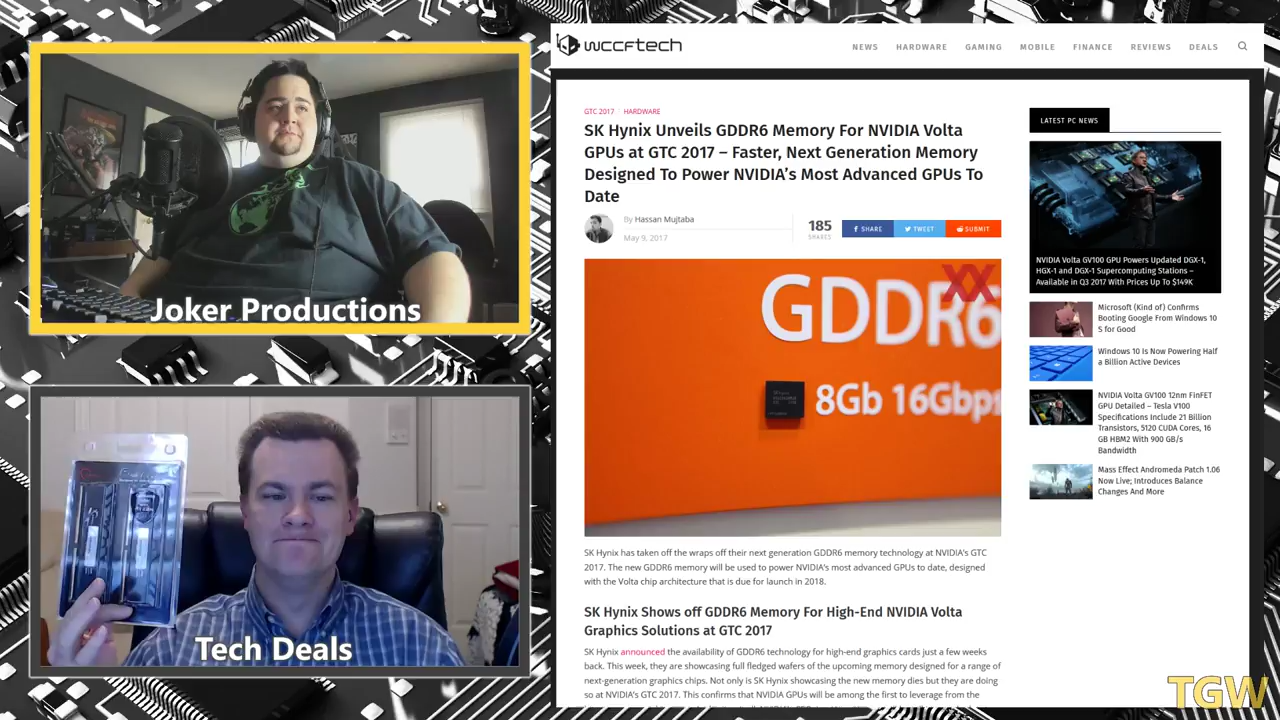 Joker Productions
Tech Deals
wccftech
NEWS
HARDWARE
GAMING
MOBILE
FINANCE
REVIEWS
DEALS
GTC 2017
HARDWARE
SK Hynix Unveils GDDR6 Memory For NVIDIA Volta
GPUs at GTC 2017 – Faster, Next Generation Memory
Designed To Power NVIDIA's Most Advanced GPUs To
Date
By Hassan Mujtaba
May 9, 2017
185
SHARES
SHARE
TWEET
SUBMIT
GDDR6
8Gb 16Gbps
SK Hynix has taken off the wraps off their next generation GDDR6 memory technology at NVIDIA's GTC
2017. The new GDDR6 memory will be used to power NVIDIA's most advanced GPUs to date, designed
with the Volta chip architecture that is due for launch in 2018.
SK Hynix Shows off GDDR6 Memory For High-End NVIDIA Volta
Graphics Solutions at GTC 2017
SK Hynix announced the availability of GDDR6 technology for high-end graphics cards just a few weeks
back. This week, they are showcasing full fledged wafers of the upcoming memory designed for a range of
next-generation graphics chips. Not only is SK Hynix showcasing the new memory dies but they are doing
so at NVIDIA's GTC 2017. This confirms that NVIDIA GPUs will be among the first to leverage from the
LATEST PC NEWS
NVIDIA Volta GV100 GPU Powers Updated DGX-1,
HGX-1 and DGX-1 Supercomputing Stations –
Available in Q3 2017 With Prices Up To $149K
Microsoft (Kind of) Confirms
Booting Google From Windows 10
S for Good
Windows 10 Is Now Powering Half
a Billion Active Devices
NVIDIA Volta GV100 12nm FinFET
GPU Detailed – Tesla V100
Specifications Include 21 Billion
Transistors, 5120 CUDA Cores, 16
GB HBM2 With 900 GB/s
Bandwidth
Mass Effect Andromeda Patch 1.06
Now Live; Introduces Balance
Changes And More
TGW